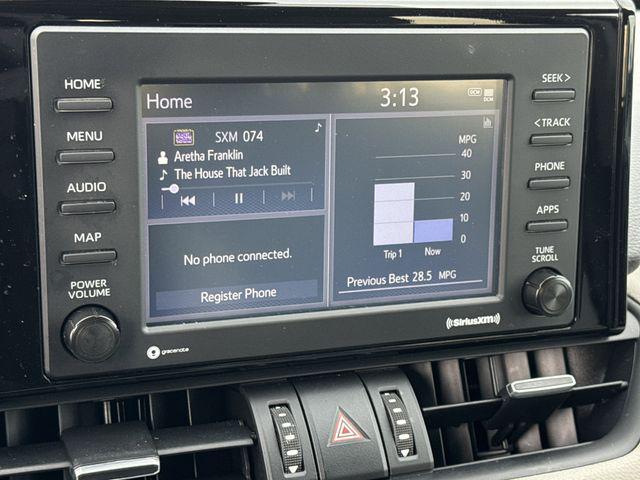 HOME
MENU
AUDIO
MAP
POWER
VOLUME
Home
3:13
DCM
SXM 074
Aretha Franklin
The House That Jack Built
No phone connected.
Register Phone
MPG
40
30
20
10
0
Trip 1
Now
Previous Best 28.5 MPG
SEEK >
< TRACK
PHONE
APPS
TUNE
SCROLL
gracenote
((SiriusXM))